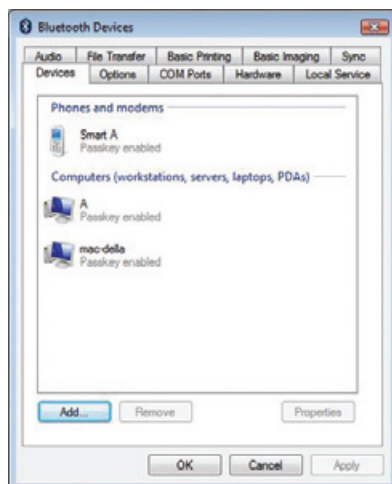 Bluetooth Devices
Audio File Transfer Basic Printing Basic Imaging Sync
Devices Options COM Ports Hardware Local Service
Phones and modems
Smart A
Passkey enabled
Computers (workstations, servers, laptops, PDAs)
A
Passkey enabled
mac-della
Passkey enabled
Add... Remove Properties
OK Cancel Apply